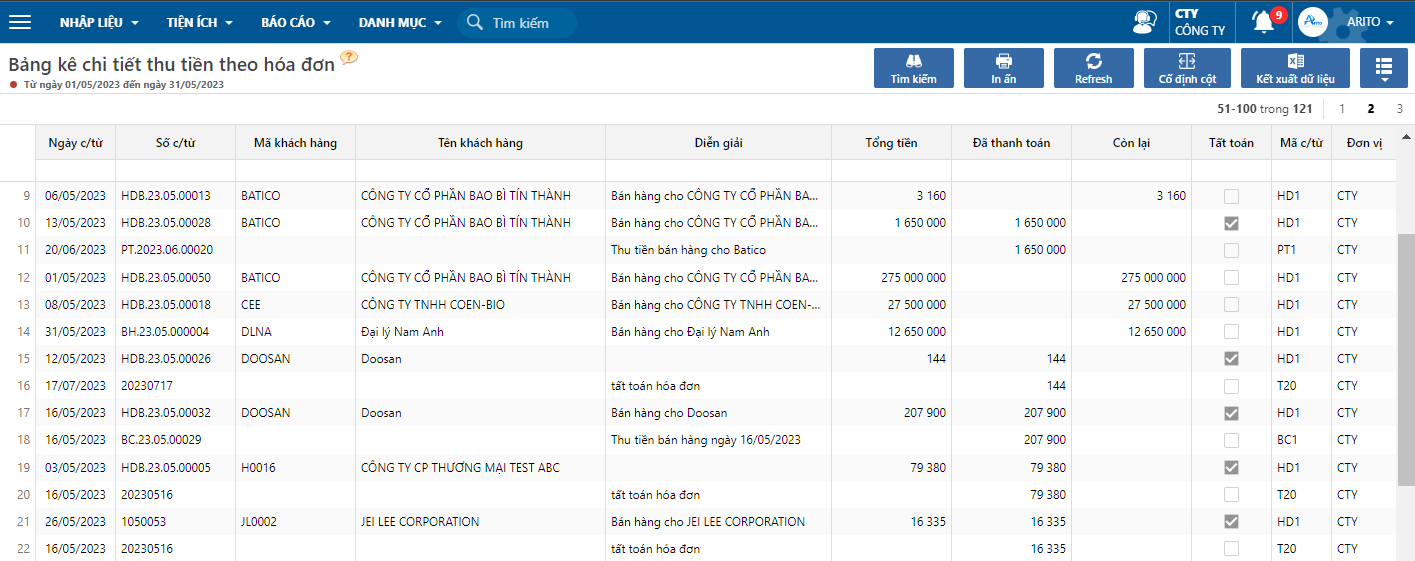 NHẬP LIỆU TIỆN ÍCH BÁO CÁO DANH MỤC Tìm kiếm CTY CÔNG TY 9 Arito ARITO
Bảng kê chi tiết thu tiền theo hóa đơn ?
Từ ngày 01/05/2023 đến ngày 31/05/2023
Tìm kiếm In ấn Refresh Cố định cột Kết xuất dữ liệu
51-100 trong 121 1 2 3
Ngày c/từ Số c/từ Mã khách hàng Tên khách hàng Diễn giải Tổng tiền Đã thanh toán Còn lại Tất toán Mã c/từ Đơn vị
9 06/05/2023 HDB.23.05.00013 BATICO CÔNG TY CỔ PHẦN BAO BÌ TÍN THÀNH Bán hàng cho CÔNG TY CỔ PHẦN BA... 3 160 3 160 HD1 CTY
10 13/05/2023 HDB.23.05.00028 BATICO CÔNG TY CỔ PHẦN BAO BÌ TÍN THÀNH Bán hàng cho CÔNG TY CỔ PHẦN BA... 1 650 000 1 650 000 HD1 CTY
11 20/06/2023 PT.2023.06.00020 Thu tiền bán hàng cho Batico 1 650 000 PT1 CTY
12 01/05/2023 HDB.23.05.00050 BATICO CÔNG TY CỔ PHẦN BAO BÌ TÍN THÀNH Bán hàng cho CÔNG TY CỔ PHẦN BA... 275 000 000 275 000 000 HD1 CTY
13 08/05/2023 HDB.23.05.00018 CEE CÔNG TY TNHH COEN-BIO Bán hàng cho CÔNG TY TNHH COEN-... 27 500 000 27 500 000 HD1 CTY
14 31/05/2023 BH.23.05.000004 DLNA Đại lý Nam Anh Bán hàng cho Đại lý Nam Anh 12 650 000 12 650 000 HD1 CTY
15 12/05/2023 HDB.23.05.00026 DOOSAN Doosan 144 144 HD1 CTY
16 17/07/2023 20230717 tất toán hóa đơn 144 T20 CTY
17 16/05/2023 HDB.23.05.00032 DOOSAN Doosan Bán hàng cho Doosan 207 900 207 900 HD1 CTY
18 16/05/2023 BC.23.05.00029 Thu tiền bán hàng ngày 16/05/2023 207 900 BC1 CTY
19 03/05/2023 HDB.23.05.00005 H0016 CÔNG TY CP THƯƠNG MẠI TEST ABC 79 380 79 380 HD1 CTY
20 16/05/2023 20230516 tất toán hóa đơn 79 380 T20 CTY
21 26/05/2023 1050053 JL0002 JEI LEE CORPORATION Bán hàng cho JEI LEE CORPORATION 16 335 16 335 HD1 CTY
22 16/05/2023 20230516 tất toán hóa đơn 16 335 T20 CTY